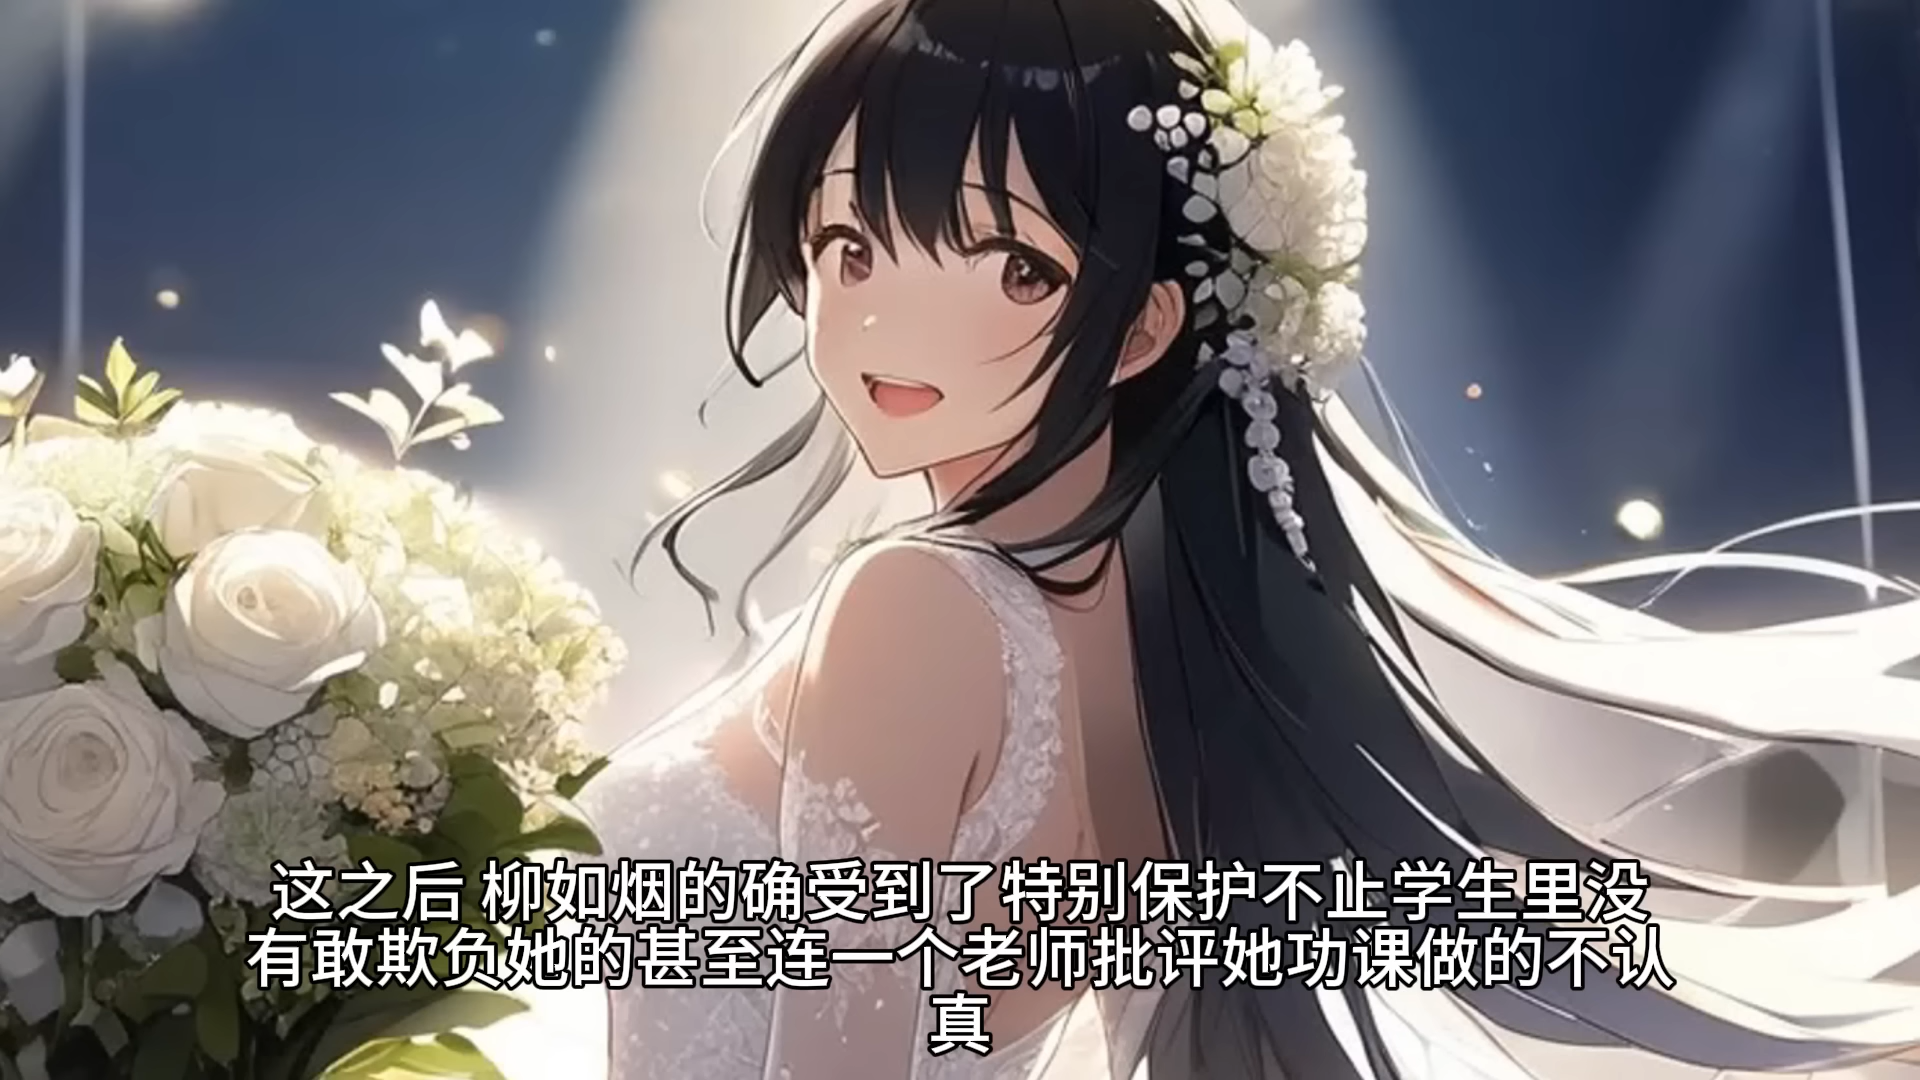 这之后 柳如烟的确受到了特别保护不止学生里没
有敢欺负她的甚至连一个老师批评她功课做的不认
真